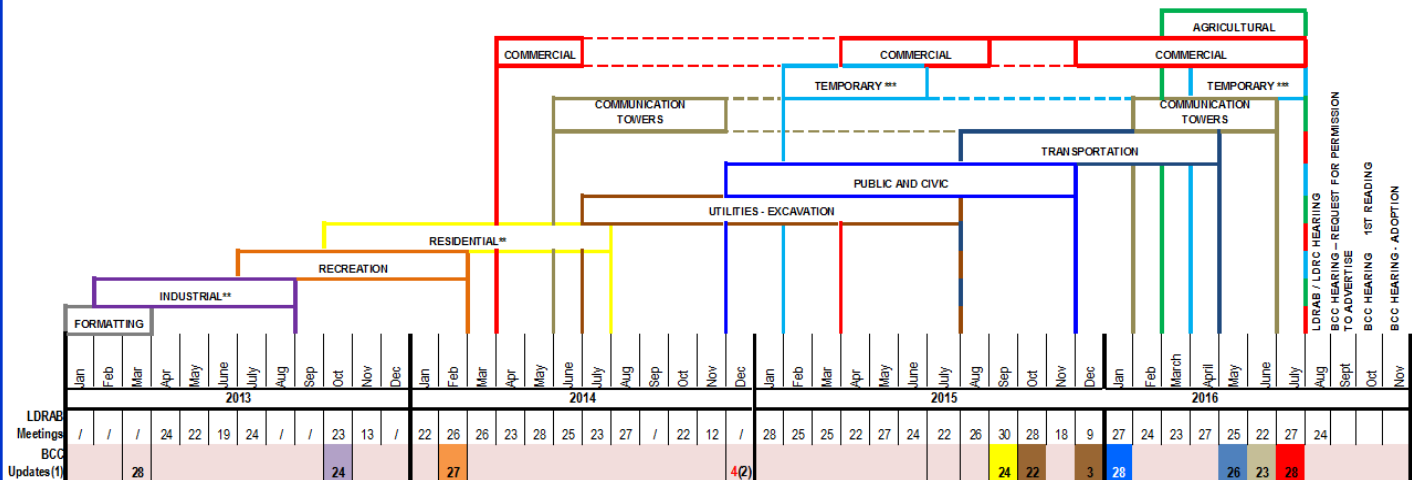 AGRICULTURAL
COMMERCIAL COMMERCIAL COMMERCIAL
TEMPORARY *** TEMPORARY ***
COMMUNICATION TOWERS COMMUNICATION TOWERS
TRANSPORTATION
PUBLIC AND CIVIC
UTILITIES - EXCAVATION
RESIDENTIAL**
RECREATION
INDUSTRIAL**
FORMATTING
LDRAB / LDRC HEARIING
BCC HEARING – REQUEST FOR PERMISSION
TO ADVERTISE
BCC HEARING 1ST READING
BCC HEARING - ADOPTION
Jan Feb Mar Apr May June July Aug Sep Oct Nov Dec Jan Feb Mar Apr May June July Aug Sep Oct Nov Dec Jan Feb Mar Apr May June July Aug Sep Oct Nov Dec Jan Feb March April May June July Aug Sept Oct Nov
2013 2014 2015 2016
LDRAB
Meetings / / / 24 22 19 24 / / 23 13 / 22 26 26 23 28 25 23 27 / 22 12 / 28 25 25 22 27 24 22 26 30 28 18 9 27 24 23 27 25 22 27 24
BCC
Updates(1) 28 24 27 4(2) 24 22 3 28 26 23 28